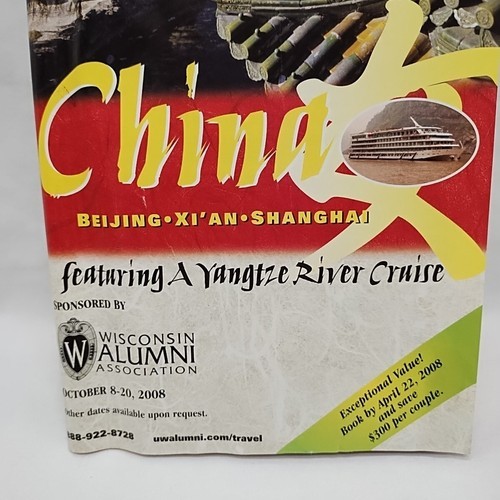 China
BEIJING•XI'AN•SHANGHAI
featuring A Yangtze River Cruise
SPONSORED BY
W
WISCONSIN
ALUMNI
ASSOCIATION
OCTOBER 8-20, 2008
other dates available upon request.
888-922-8728 uwalumni.com/travel
Exceptional Value!
Book by April 22, 2008
and save
$300 per couple.